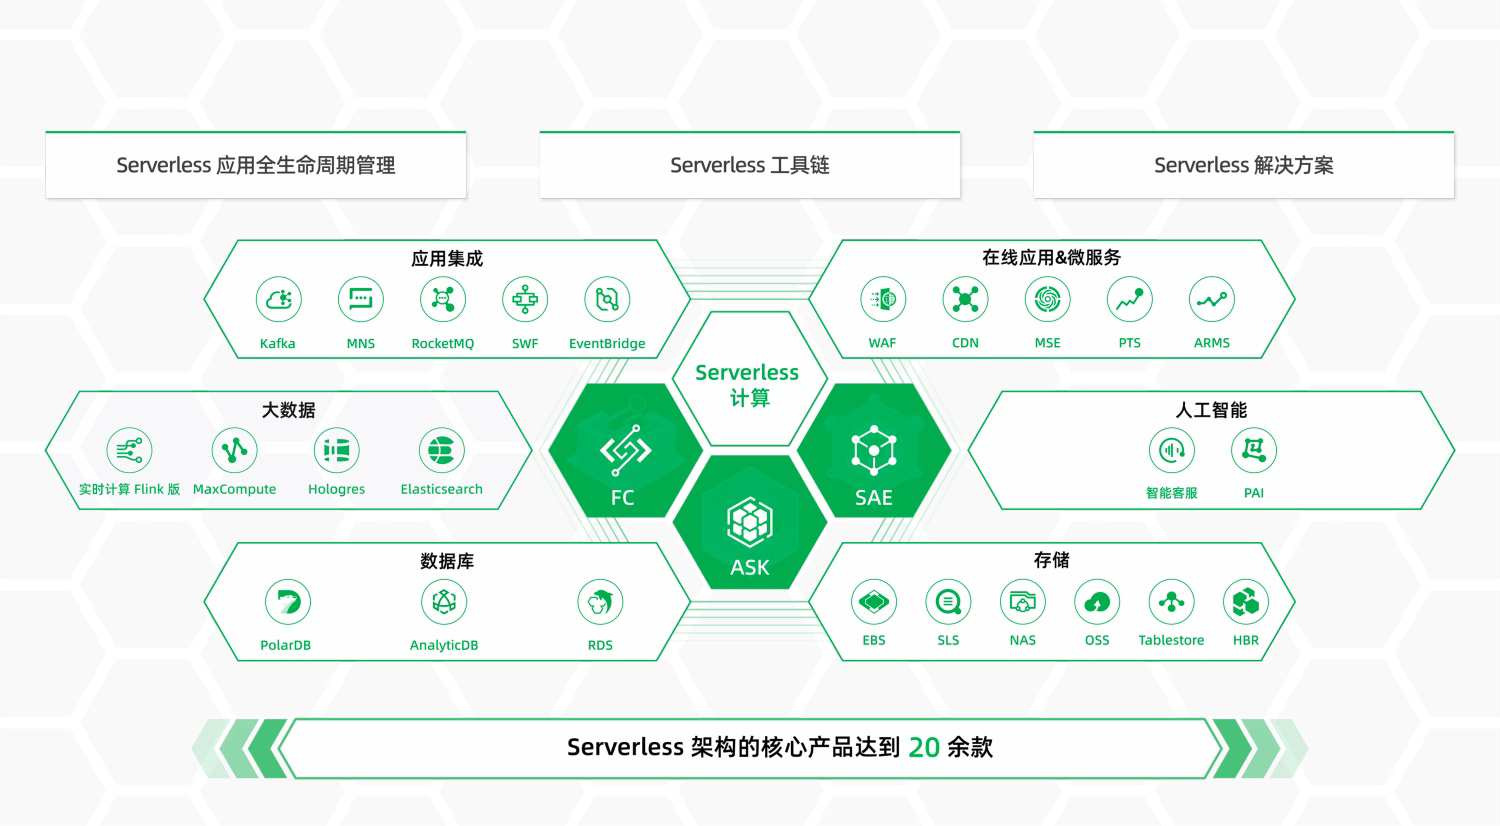 Serverless 应用全生命周期管理
Serverless 工具链
Serverless 解决方案
应用集成
Kafka
MNS
RocketMQ
SWF
EventBridge
在线应用&微服务
WAF
CDN
MSE
PTS
ARMS
Serverless
计算
FC
ASK
SAE
大数据
实时计算 Flink 版
MaxCompute
Hologres
Elasticsearch
人工智能
智能客服
PAI
数据库
PolarDB
AnalyticDB
RDS
存储
EBS
SLS
NAS
OSS
Tablestore
HBR
Serverless 架构的核心产品达到 20 余款